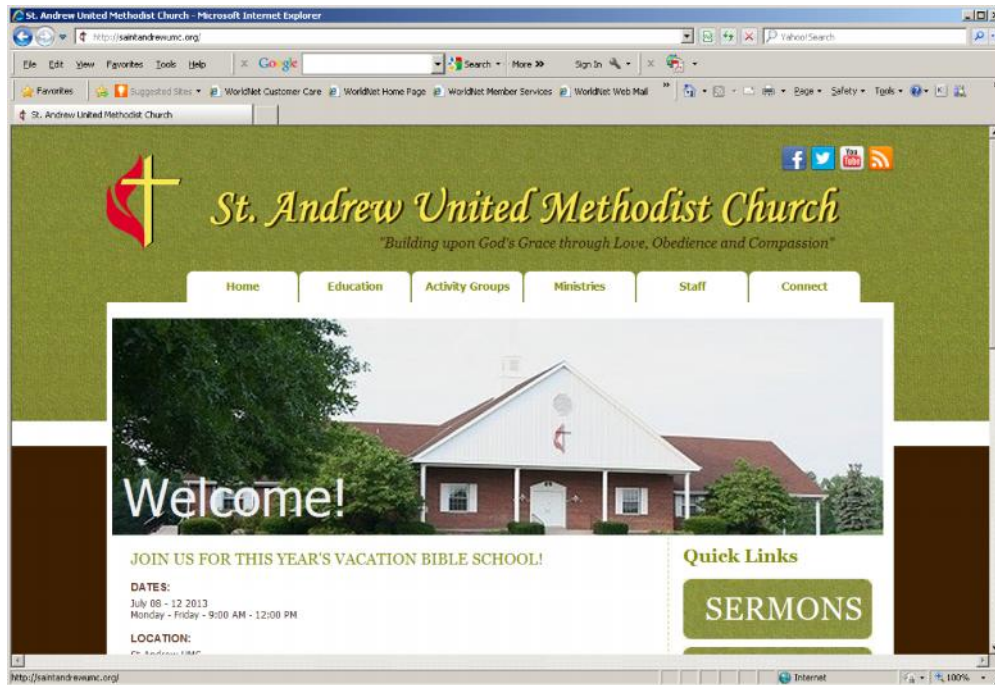 St. Andrew United Methodist Church - Microsoft Internet Explorer
http://saintandrewumc.org/
Yahoo! Search
File Edit View Favorites Tools Help
Google
Search
More »
Sign In
Favorites
Suggested Sites
WorldNet Customer Care
WorldNet Home Page
WorldNet Member Services
WorldNet Web Mail
»
Page
Safety
Tools
St. Andrew United Methodist Church
You
Tube
St. Andrew United Methodist Church
"Building upon God's Grace through Love, Obedience and Compassion"
Home
Education
Activity Groups
Ministries
Staff
Connect
Welcome!
JOIN US FOR THIS YEAR'S VACATION BIBLE SCHOOL!
DATES:
July 08 - 12 2013
Monday - Friday - 9:00 AM - 12:00 PM
LOCATION:
St. Andrew UMC
Quick Links
SERMONS
http://saintandrewumc.org/
Internet
100%